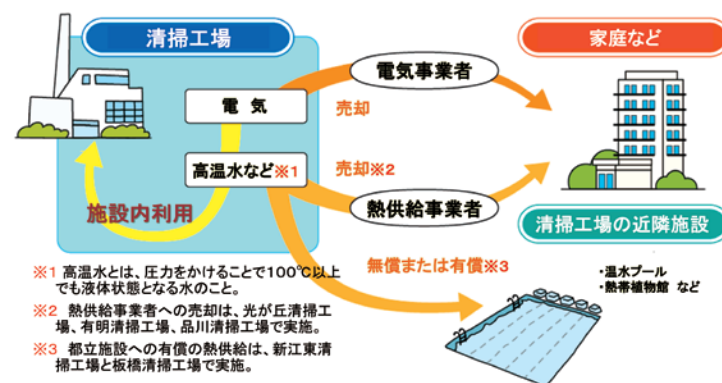 清掃工場
家庭など
電気事業者
電 気
売却
高温水など※1
売却※2
熱供給事業者
施設内利用
清掃工場の近隣施設
無償または有償※3
・温水プール
・熱帯植物館 など
※1 高温水とは、圧力をかけることで100℃以上
でも液体状態となる水のこと。
※2 熱供給事業者への売却は、光が丘清掃工
場、有明清掃工場、品川清掃工場で実施。
※3 都立施設への有償の熱供給は、新江東清
掃工場と板橋清掃工場で実施。